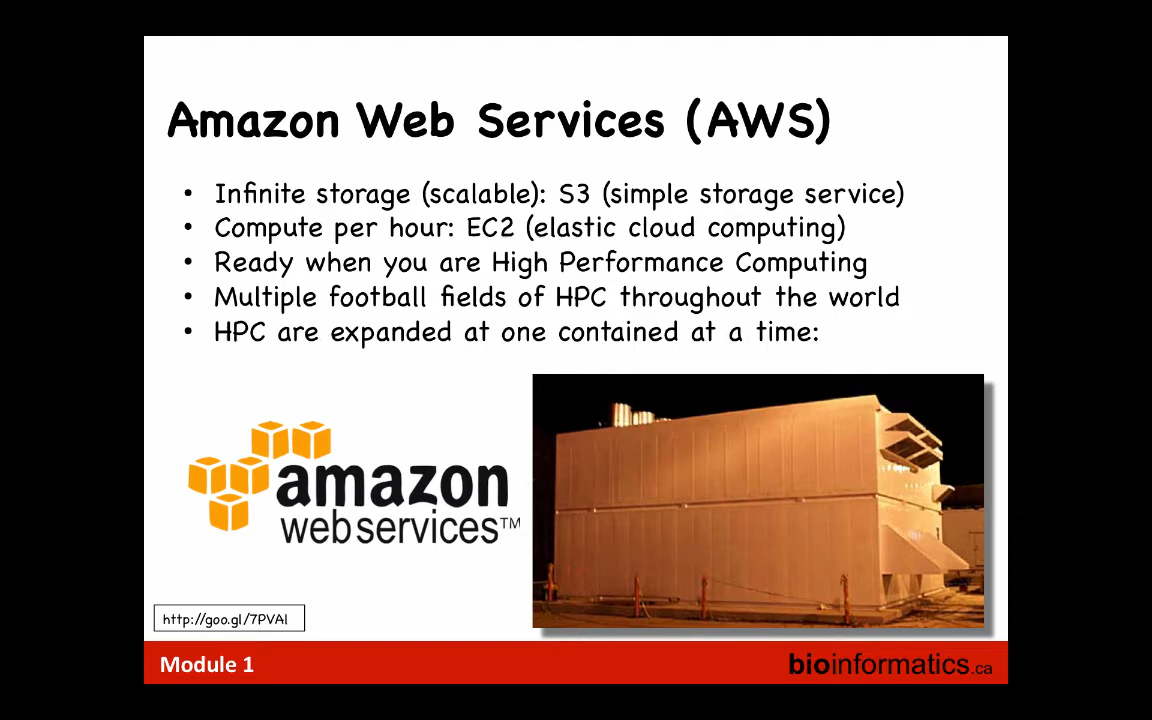 Amazon Web Services (AWS)
• Infinite storage (scalable): S3 (simple storage service)
• Compute per hour: EC2 (elastic cloud computing)
• Ready when you are High Performance Computing
• Multiple football fields of HPC throughout the world
• HPC are expanded at one contained at a time:
amazon
webservices™
http://goo.gl/7PVAl
Module 1
bioinformatics.ca